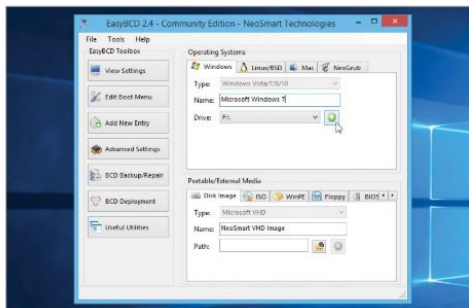 EasyBCD 2.4 - Community Edition - NeoSmart Technologies
File Tools Help
EasyBCD Toolbox
View Settings
Edit Boot Menu
Add New Entry
Advanced Settings
BCD Backup/Repair
BCD Deployment
Useful Utilities
Operating Systems
Windows Linux/BSD Mac NeoGrub
Type: Windows Vista/7/8/10
Name: Microsoft Windows 7
Drive: F:\
Portable/External Media
Disk Image ISO WinPE Floppy BIOS
Type: Microsoft VHD
Name: NeoSmart VHD Image
Path: